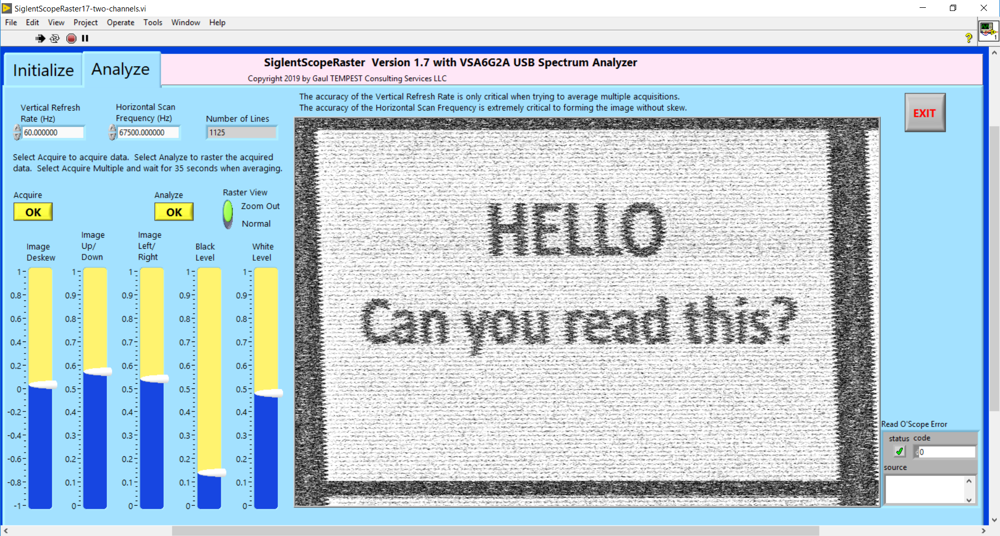 SiglentScopeRaster17-two-channels.vi
File Edit View Project Operate Tools Window Help
1
Initialize
Analyze
SiglentScopeRaster Version 1.7 with VSA6G2A USB Spectrum Analyzer
Copyright 2019 by Gaul TEMPEST Consulting Services LLC
The accuracy of the Vertical Refresh Rate is only critical when trying to average multiple acquisitions.
The accuracy of the Horizontal Scan Frequency is extremely critical to forming the image without skew.
EXIT
Vertical Refresh
Rate (Hz)
60.000000
Horizontal Scan
Frequency (Hz)
67500.000000
Number of Lines
1125
Select Acquire to acquire data. Select Analyze to raster the acquired
data. Select Acquire Multiple and wait for 35 seconds when averaging.
Acquire
OK
Analyze
OK
Raster View
Zoom Out
Normal
Image
Deskew
1
0.8
0.6
0.4
0.2
0
-0.2
-0.4
-0.6
-0.8
-1
Image
Up/
Down
1
0.9
0.8
0.7
0.6
0.5
0.4
0.3
0.2
0.1
0
Image
Left/
Right
1
0.9
0.8
0.7
0.6
0.5
0.4
0.3
0.2
0.1
0
Black
Level
1
0.9
0.8
0.7
0.6
0.5
0.4
0.3
0.2
0.1
0
White
Level
1
0.9
0.8
0.7
0.6
0.5
0.4
0.3
0.2
0.1
0
HELLO
Can you read this?
Read O'Scope Error
status code
d0
source